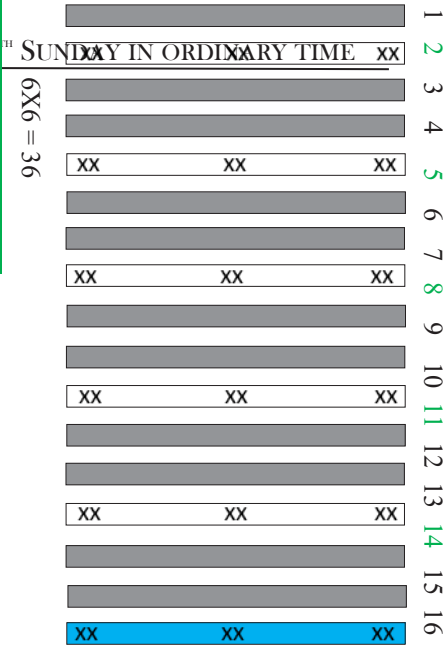 TH SUNDAY IN ORDINARY TIME
XX XX XX
6X6 = 36
XX XX XX
XX XX XX
XX XX XX
XX XX XX
XX XX XX
1 2 3 4 5 6 7 8 9 10 11 12 13 14 15 16